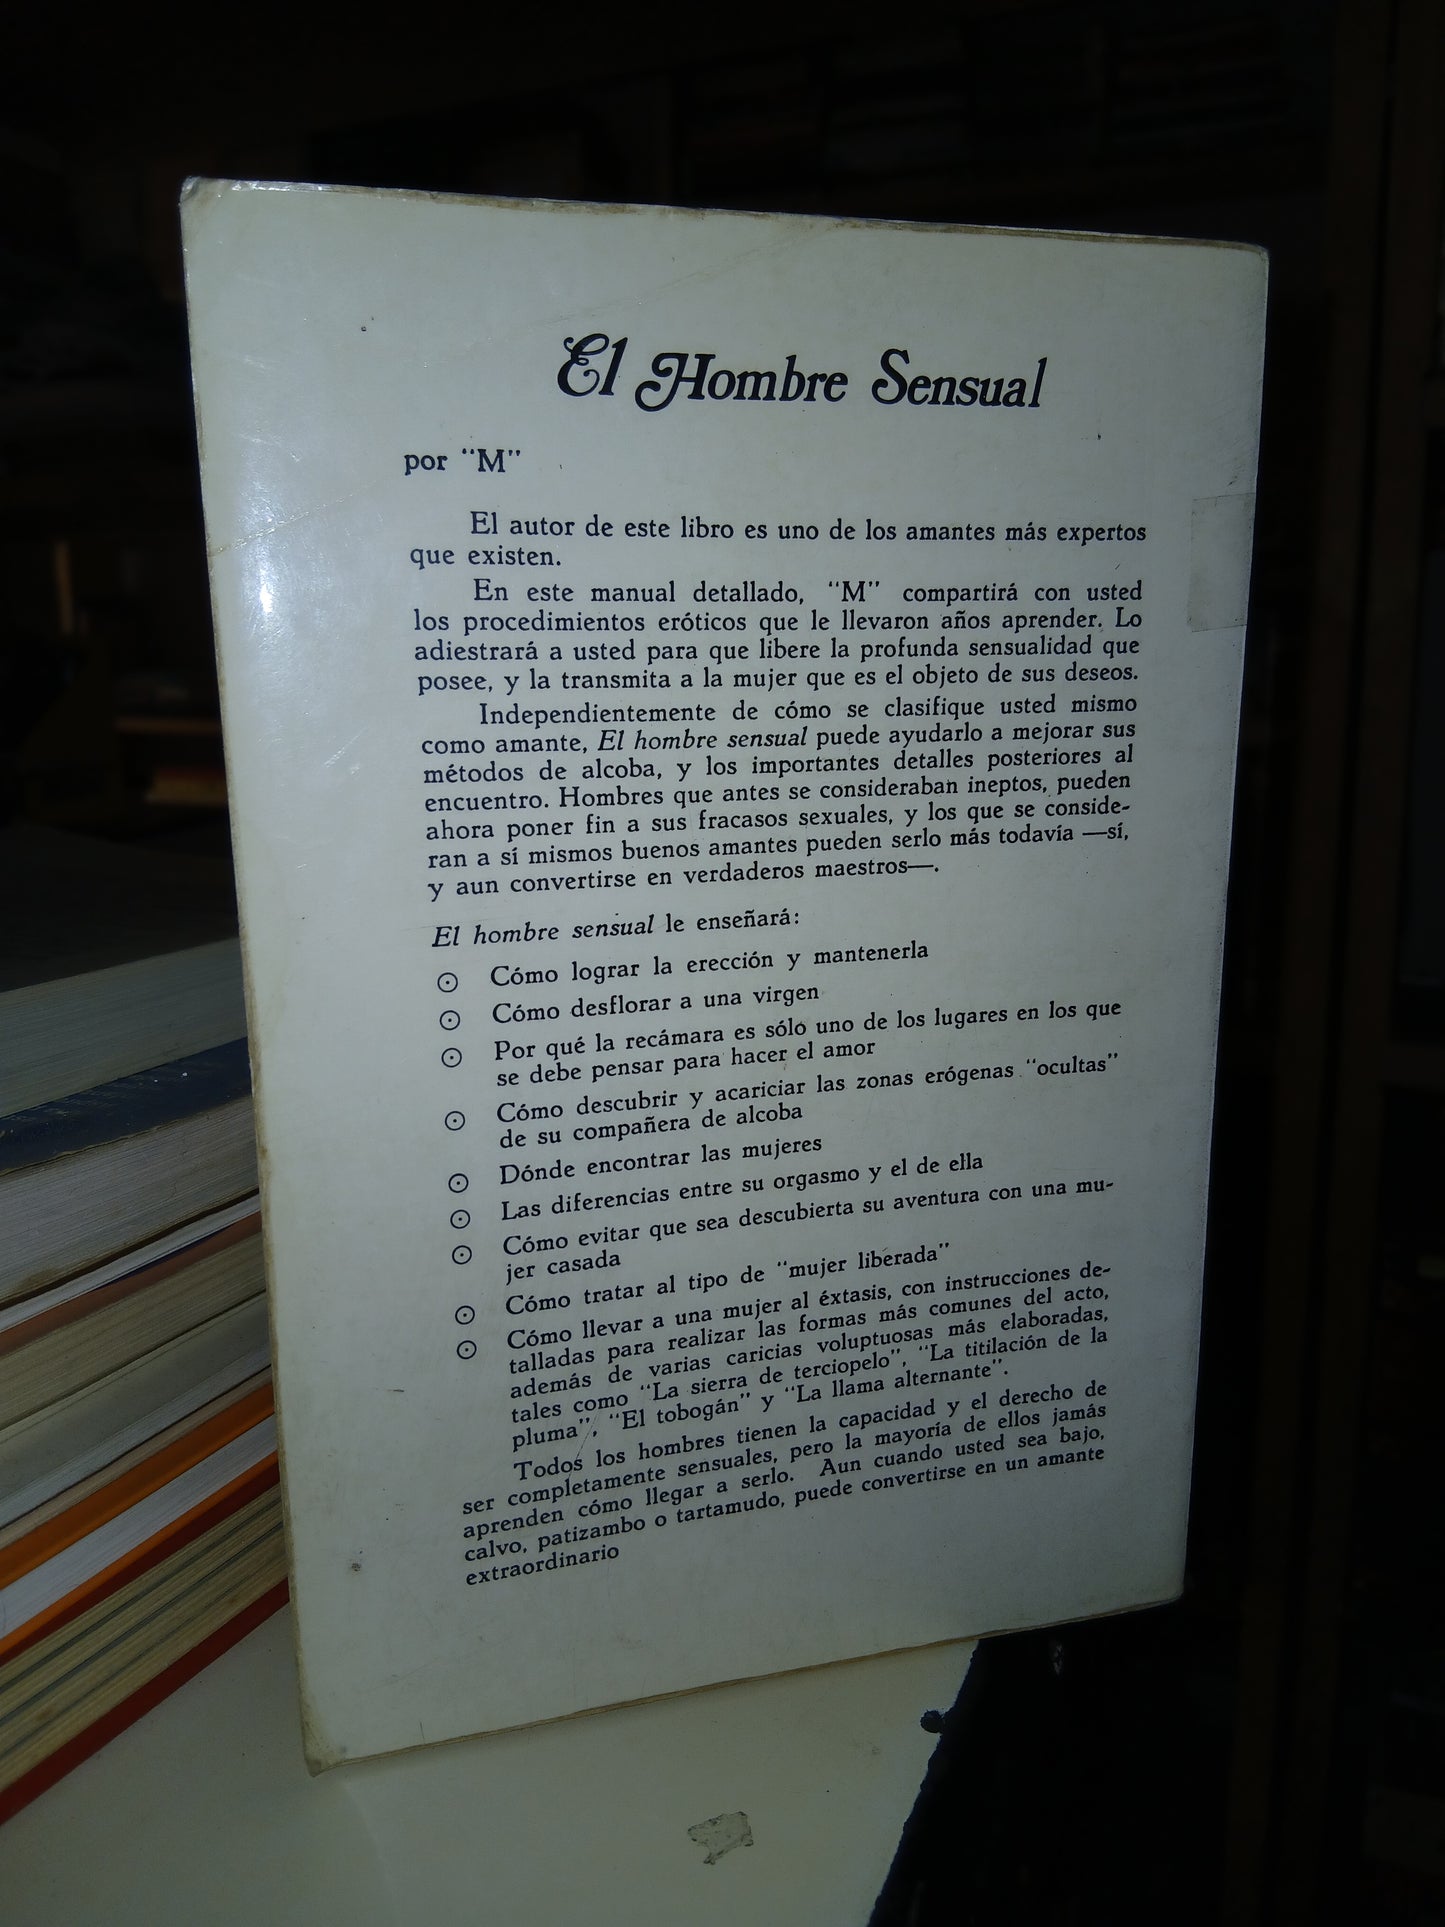 El Hombre Sensual
por "M"
El autor de este libro es uno de los amantes más expertos
que existen.
En este manual detallado, "M" compartirá con usted
los procedimientos eróticos que le llevaron años aprender. Lo
adiestrará a usted para que libere la profunda sensualidad que
posee, y la transmita a la mujer que es el objeto de sus deseos.
Independientemente de cómo se clasifique usted mismo
como amante, El hombre sensual puede ayudarlo a mejorar sus
métodos de alcoba, y los importantes detalles posteriores al
encuentro. Hombres que antes se consideraban ineptos, pueden
ahora poner fin a sus fracasos sexuales, y los que se conside-
ran a sí mismos buenos amantes pueden serlo más todavía —sí,
y aun convertirse en verdaderos maestros—.
El hombre sensual le enseñará:
⊙ Cómo lograr la erección y mantenerla
⊙ Cómo desflorar a una virgen
⊙ Por qué la recámara es sólo uno de los lugares en los que
se debe pensar para hacer el amor
⊙ Cómo descubrir y acariciar las zonas erógenas "ocultas"
de su compañera de alcoba
⊙ Dónde encontrar las mujeres
⊙ Las diferencias entre su orgasmo y el de ella
⊙ Cómo evitar que sea descubierta su aventura con una mu-
jer casada
⊙ Cómo tratar al tipo de "mujer liberada"
⊙ Cómo llevar a una mujer al éxtasis, con instrucciones de-
talladas para realizar las formas más comunes del acto,
además de varias caricias voluptuosas más elaboradas,
tales como "La sierra de terciopelo", "La titilación de la
pluma", "El tobogán" y "La llama alternante".
Todos los hombres tienen la capacidad y el derecho de
ser completamente sensuales, pero la mayoría de ellos jamás
aprenden cómo llegar a serlo. Aun cuando usted sea bajo,
calvo, patizambo o tartamudo, puede convertirse en un amante
extraordinario